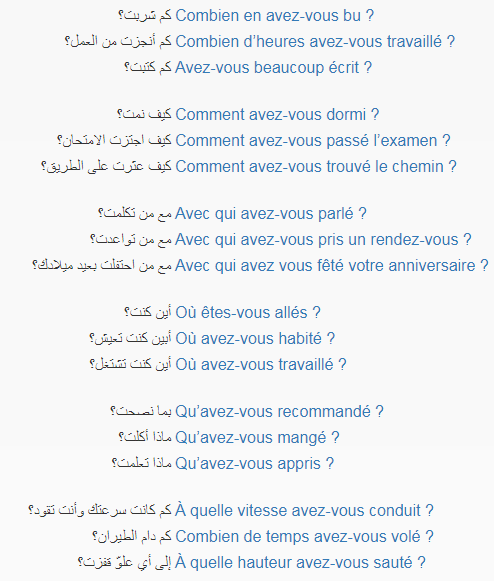 كم شربت؟ Combien en avez-vous bu ?
كم أنجزت من العمل؟ Combien d’heures avez-vous travaillé ?
كم كتبت؟ Avez-vous beaucoup écrit ?
كيف نمت؟ Comment avez-vous dormi ?
كيف اجتزت الامتحان؟ Comment avez-vous passé l’examen ?
كيف عثرت على الطريق؟ Comment avez-vous trouvé le chemin ?
مع من تكلمت؟ Avec qui avez-vous parlé ?
مع من تواعدت؟ Avec qui avez-vous pris un rendez-vous ?
مع من احتفلت بعيد ميلادك؟ Avec qui avez vous fêté votre anniversaire ?
أين كنت؟ Où êtes-vous allés ?
أبين كنت تعيش؟ Où avez-vous habité ?
أين كنت تشتغل؟ Où avez-vous travaillé ?
بما نصحت؟ Qu’avez-vous recommandé ?
ماذا أكلت؟ Qu’avez-vous mangé ?
ماذا تعلمت؟ Qu’avez-vous appris ?
كم كانت سرعتك وأنت تقود؟ À quelle vitesse avez-vous conduit ?
كم دام الطيران؟ Combien de temps avez-vous volé ?
إلى أي علوّ قفزت؟ À quelle hauteur avez-vous sauté ?